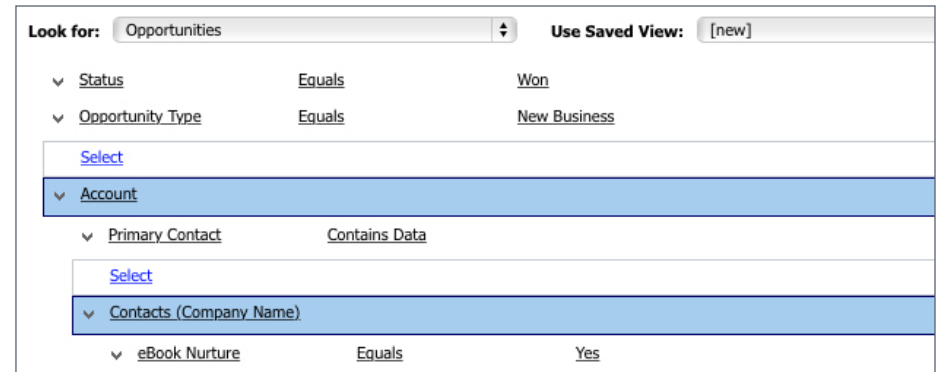 Look for: Opportunities Use Saved View: [new]
Status Equals Won
Opportunity Type Equals New Business
Select
Account
Primary Contact Contains Data
Select
Contacts (Company Name)
eBook Nurture Equals Yes